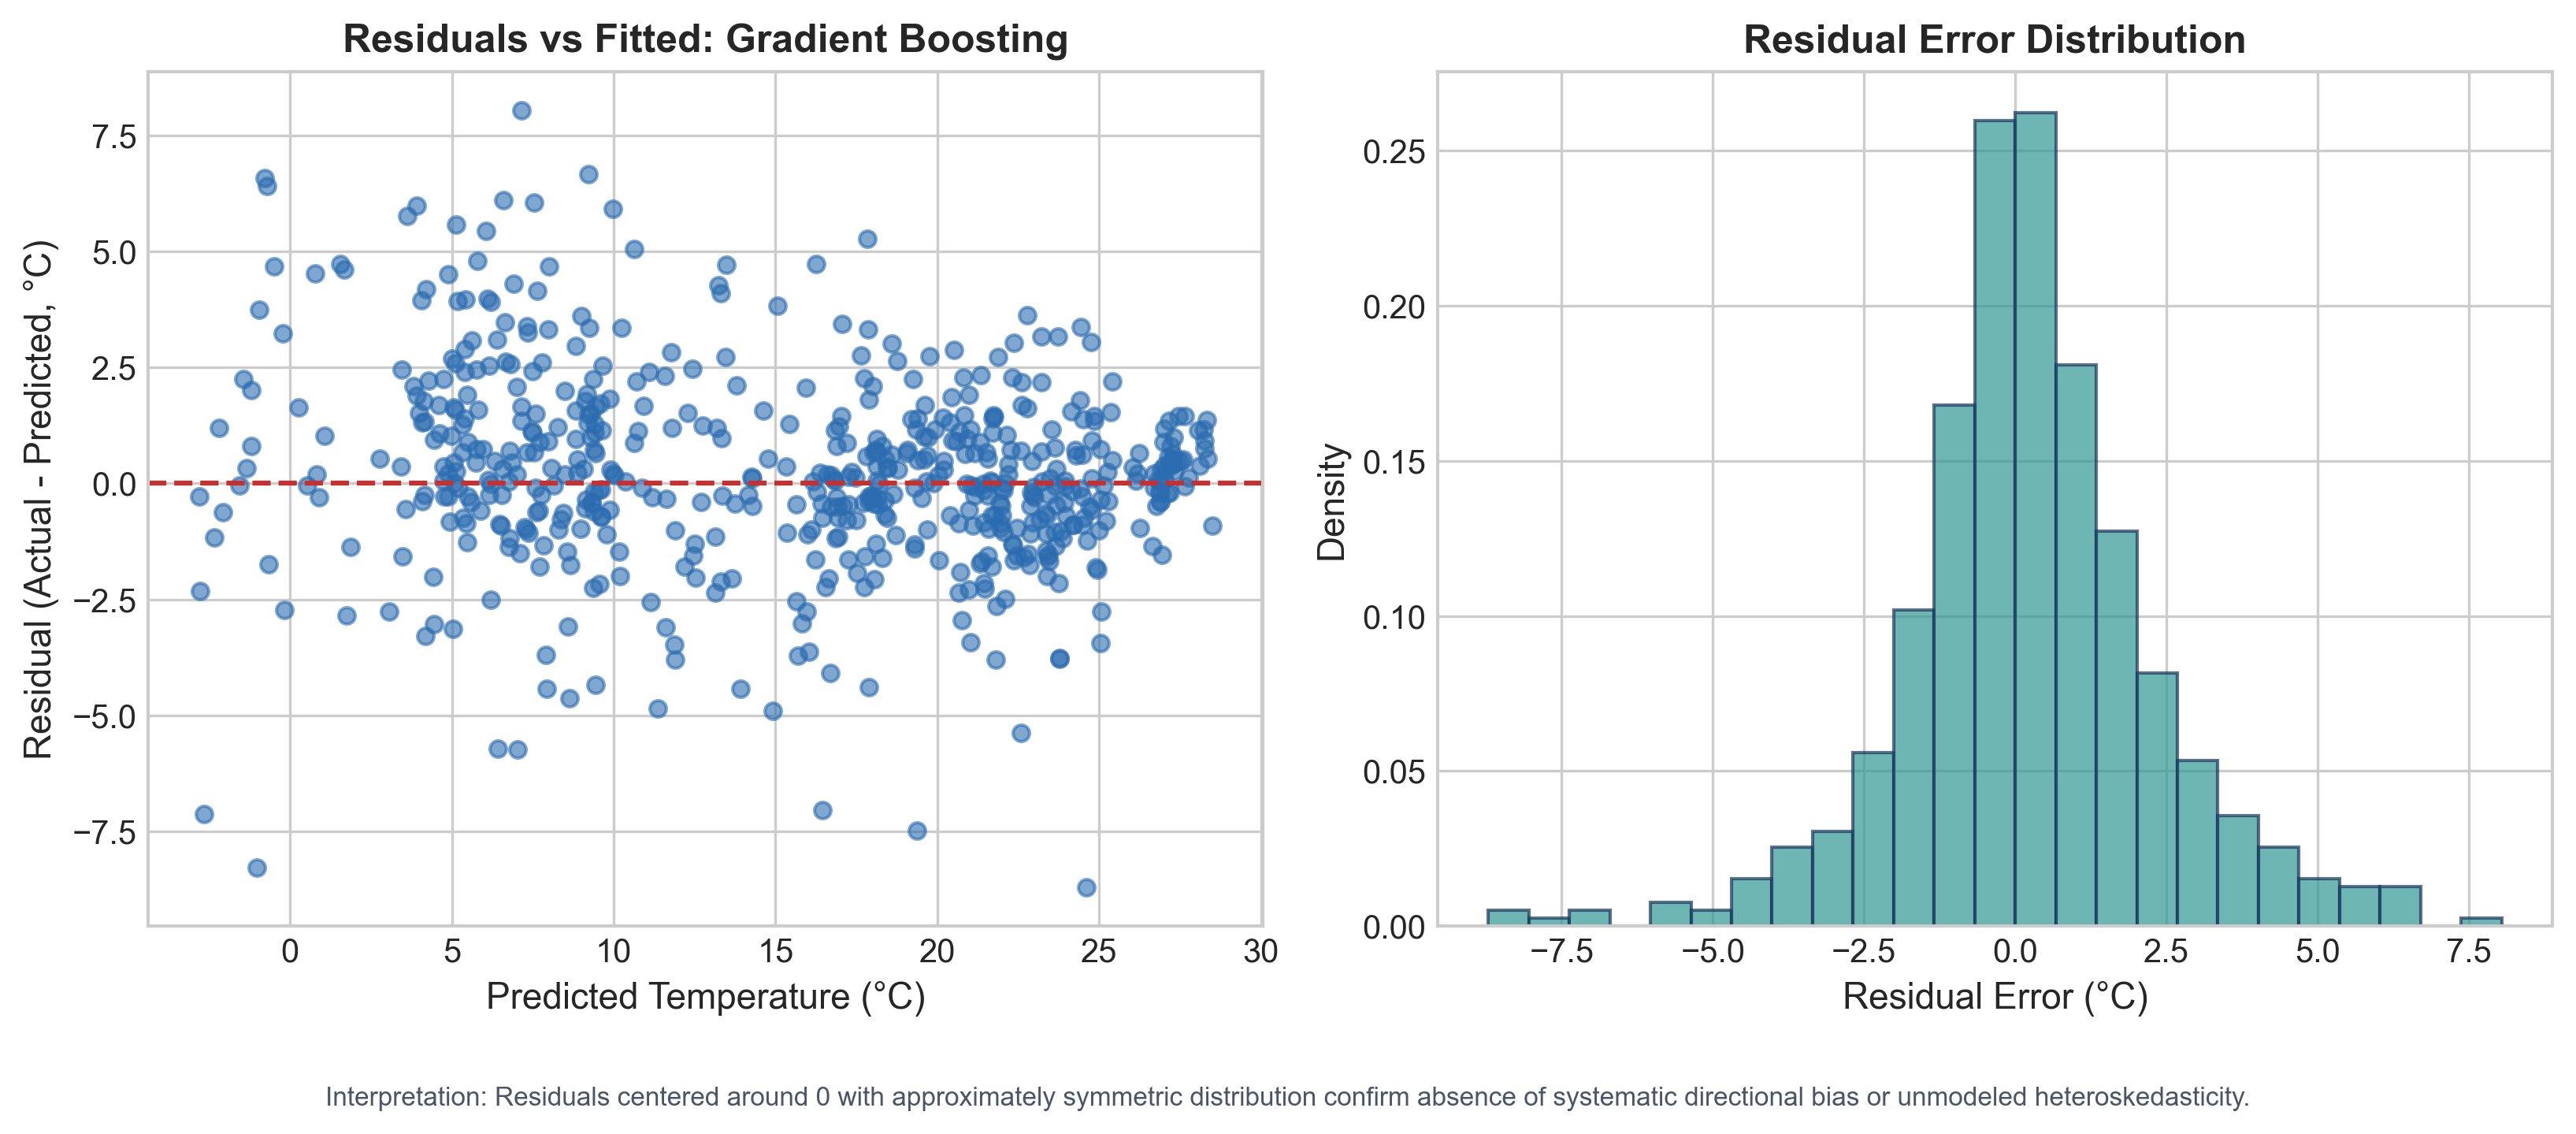 Residuals vs Fitted: Gradient Boosting
Residual (Actual - Predicted, °C)
7.5
5.0
2.5
0.0
−2.5
−5.0
−7.5
0 5 10 15 20 25 30
Predicted Temperature (°C)
Residual Error Distribution
Density
0.25
0.20
0.15
0.10
0.05
0.00
−7.5 −5.0 −2.5 0.0 2.5 5.0 7.5
Residual Error (°C)
Interpretation: Residuals centered around 0 with approximately symmetric distribution confirm absence of systematic directional bias or unmodeled heteroskedasticity.